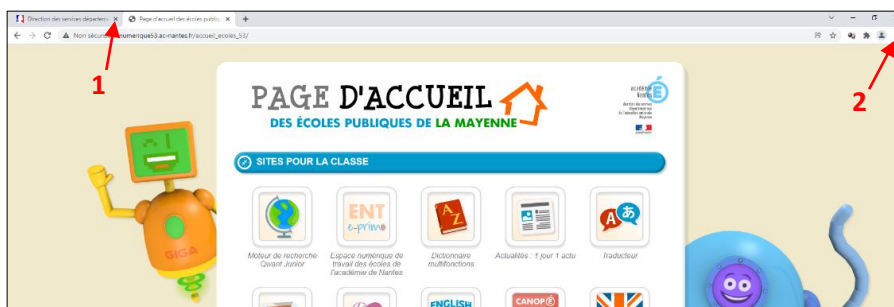 Direction des services départem
Page d'accueil des écoles public
Non sécurisé
numerique53.ac-nantes.fr/accueil_ecoles_53/
1
2
PAGE D'ACCUEIL
DES ÉCOLES PUBLIQUES DE LA MAYENNE
académie
Nantes
SITES POUR LA CLASSE
ENT
e-primo
A Z
GIGA
Moteur de recherche
Qwant Junior
Espace numérique de
travail des écoles de
l'académie de Nantes
Dictionnaire
multifonctions
Actualités : 1 jour 1 actu
Traducteur
ENGLISH
CANOPÉ